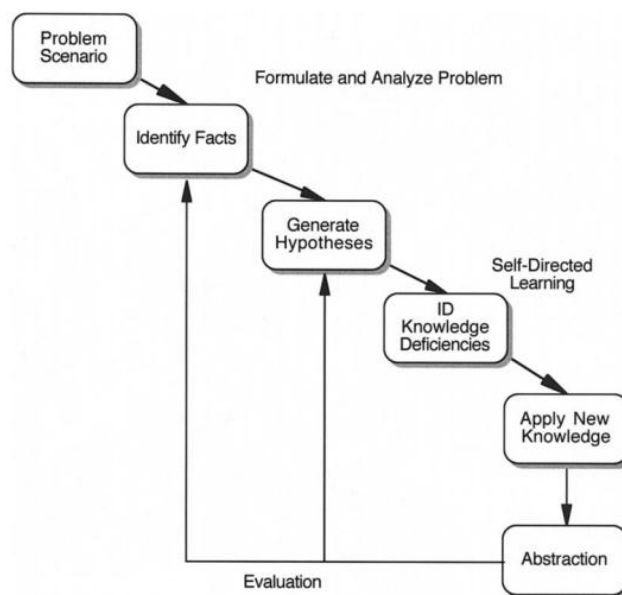 Problem
Scenario
Formulate and Analyze Problem
Identify Facts
Generate
Hypotheses
Self-Directed
Learning
ID
Knowledge
Deficiencies
Apply New
Knowledge
Abstraction
Evaluation